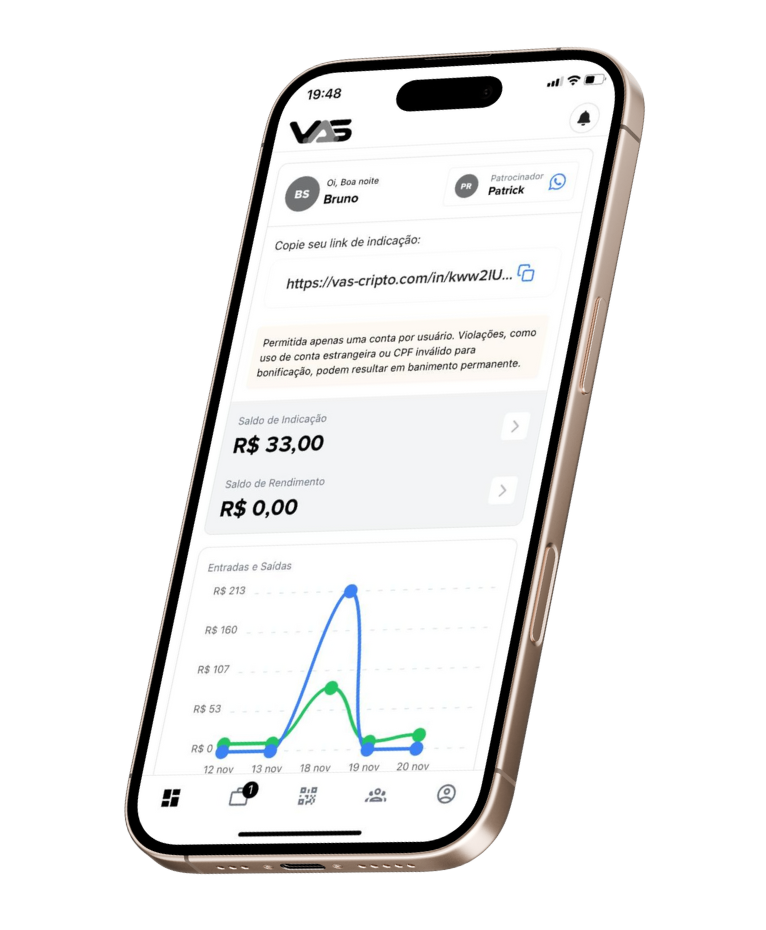 19:48
VAS
BS
Oi, Boa noite
Bruno
PR
Patrocinador
Patrick
Copie seu link de indicação:
https://vas-cripto.com/in/kww2lU...
Permitida apenas uma conta por usuário. Violações, como
uso de conta estrangeira ou CPF inválido para
bonificação, podem resultar em banimento permanente.
Saldo de Indicação
R$ 33,00
Saldo de Rendimento
R$ 0,00
Entradas e Saídas
R$ 213
R$ 160
R$ 107
R$ 53
R$ 0
12 nov 13 nov 18 nov 19 nov 20 nov
1